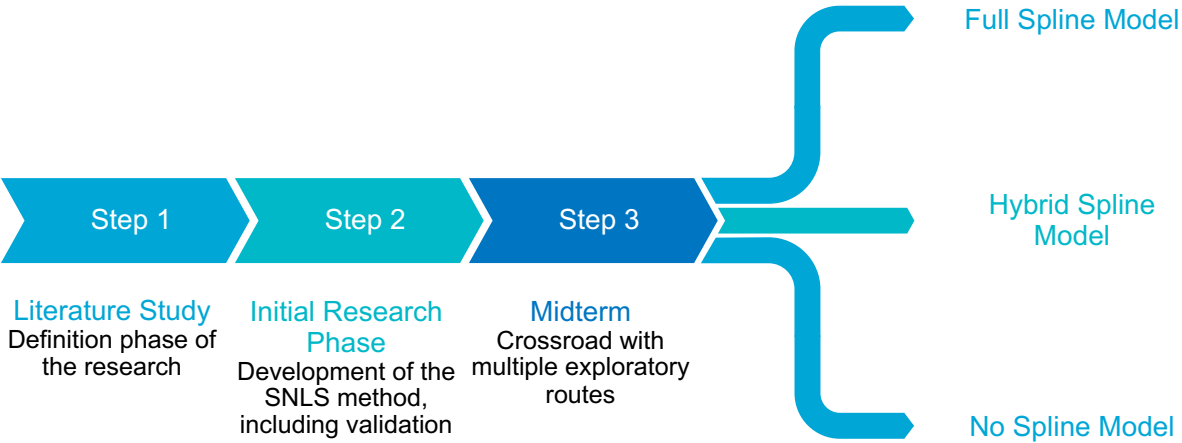 Full Spline Model
Step 1
Step 2
Step 3
Hybrid Spline
Model
Literature Study
Definition phase of
the research
Initial Research
Phase
Development of the
SNLS method,
including validation
Midterm
Crossroad with
multiple exploratory
routes
No Spline Model